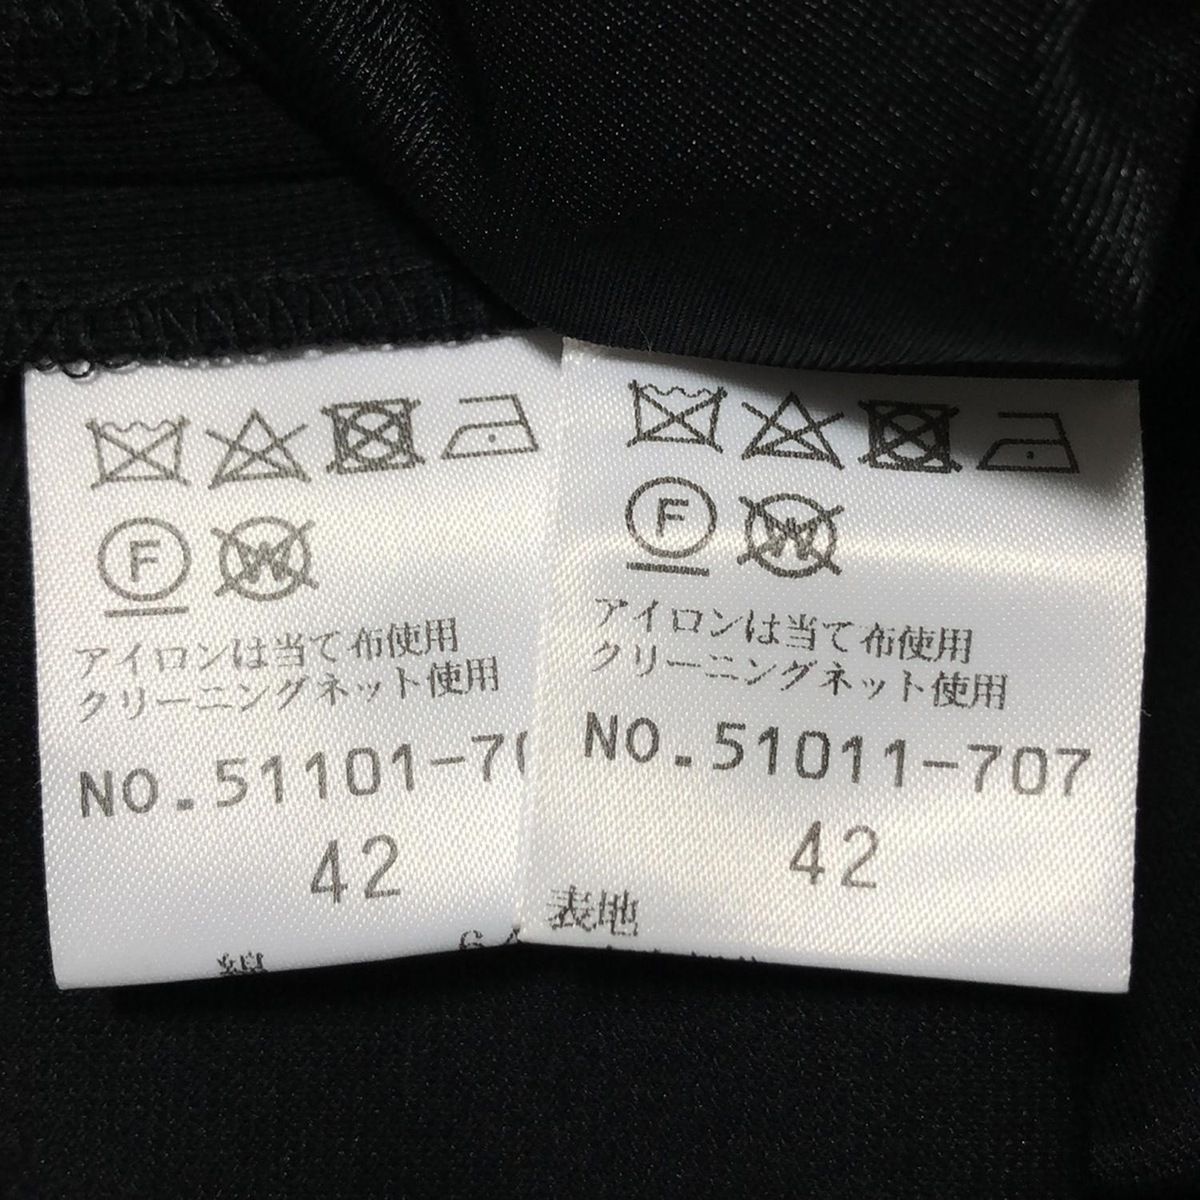 F W
アイロンは当て布使用
クリーニングネット使用
NO.51101-70
42
綿
F W
アイロンは当て布使用
クリーニングネット使用
NO.51011-707
42
表地